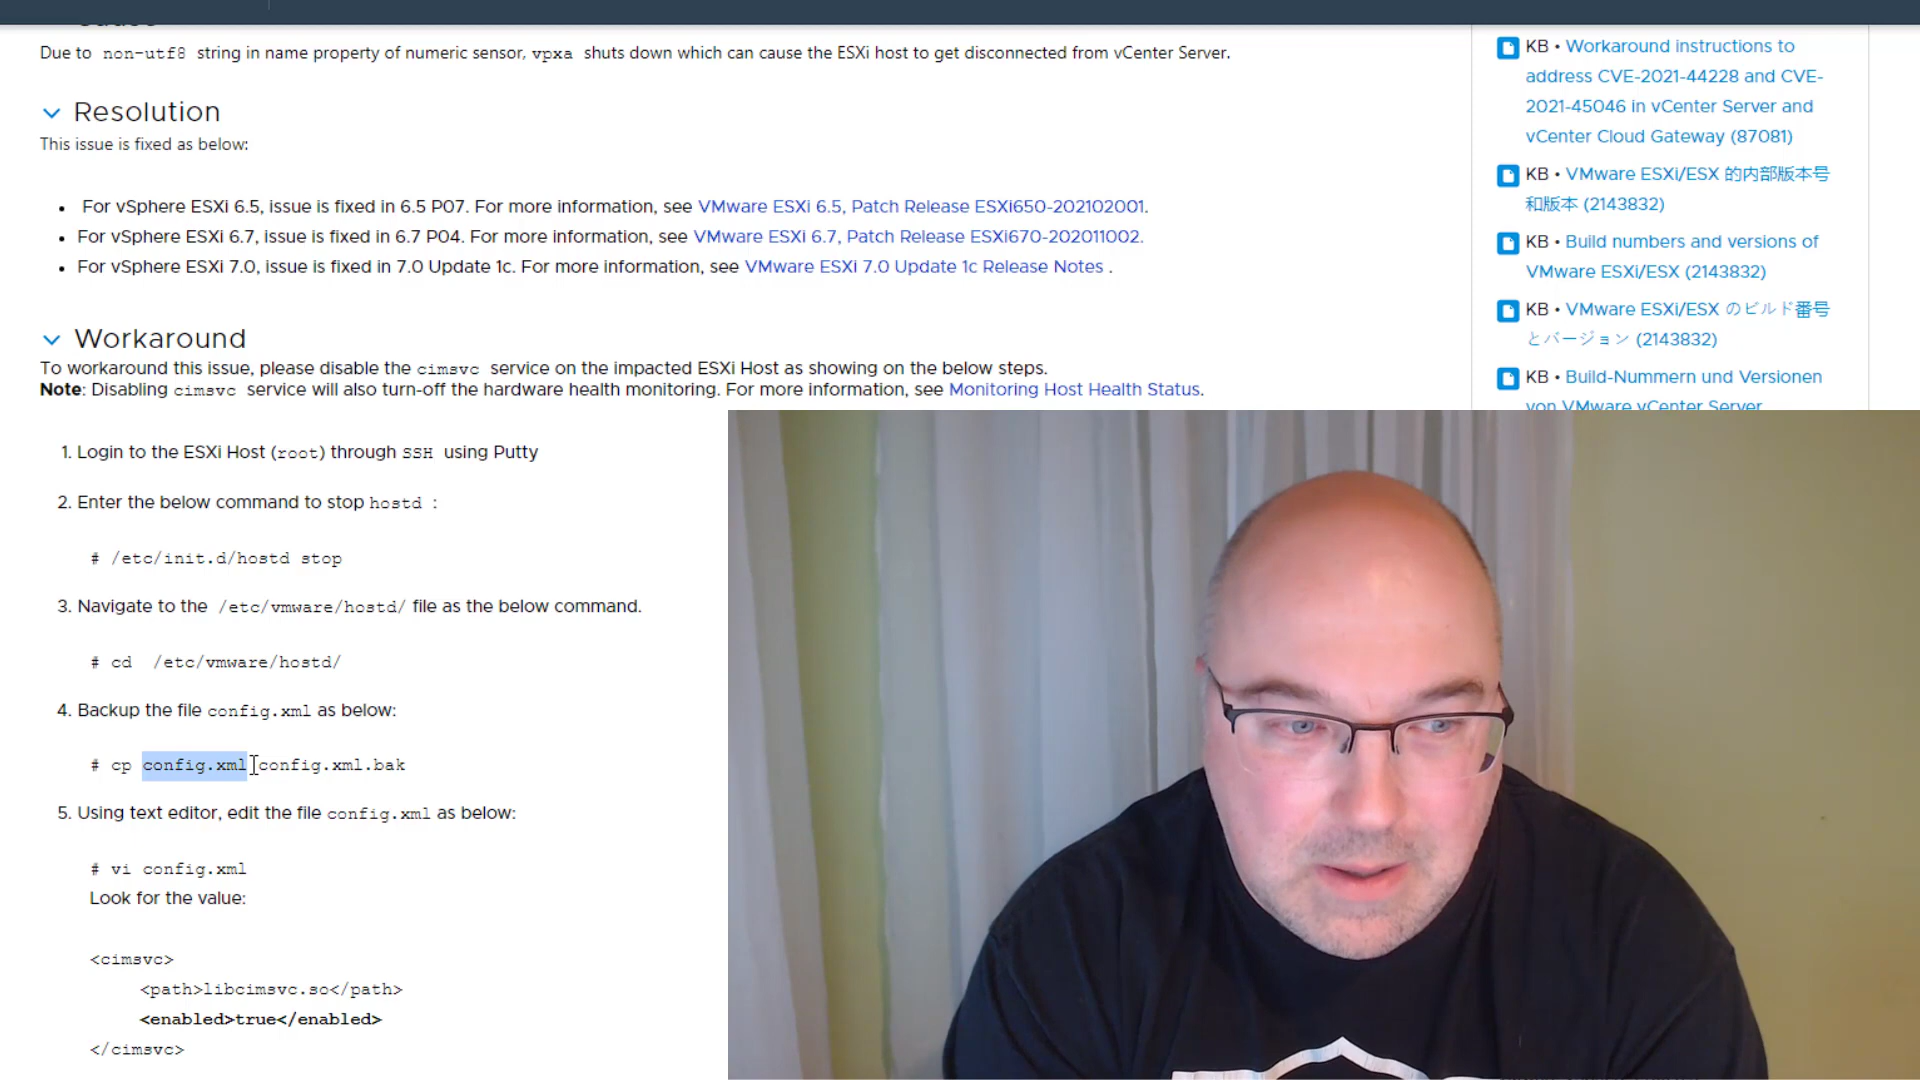 Due to non-utf8 string in name property of numeric sensor, vpxa shuts down which can cause the ESXi host to get disconnected from vCenter Server.
Resolution
This issue is fixed as below:
• For vSphere ESXi 6.5, issue is fixed in 6.5 P07. For more information, see VMware ESXi 6.5, Patch Release ESXi650-202102001.
• For vSphere ESXi 6.7, issue is fixed in 6.7 P04. For more information, see VMware ESXi 6.7, Patch Release ESXi670-202011002.
• For vSphere ESXi 7.0, issue is fixed in 7.0 Update 1c. For more information, see VMware ESXi 7.0 Update 1c Release Notes .
Workaround
To workaround this issue, please disable the cimsvc service on the impacted ESXi Host as showing on the below steps.
Note: Disabling cimsvc service will also turn-off the hardware health monitoring. For more information, see Monitoring Host Health Status.
1. Login to the ESXi Host (root) through SSH using Putty
2. Enter the below command to stop hostd :
# /etc/init.d/hostd stop
3. Navigate to the /etc/vmware/hostd/ file as the below command.
# cd /etc/vmware/hostd/
4. Backup the file config.xml as below:
# cp config.xml config.xml.bak
5. Using text editor, edit the file config.xml as below:
# vi config.xml
Look for the value:
<cimsvc>
<path>libcimsvc.so</path>
<enabled>true</enabled>
</cimsvc>
KB • Workaround instructions to
address CVE-2021-44228 and CVE-
2021-45046 in vCenter Server and
vCenter Cloud Gateway (87081)
KB • VMware ESXi/ESX 的内部版本号
和版本 (2143832)
KB • Build numbers and versions of
VMware ESXi/ESX (2143832)
KB • VMware ESXi/ESX のビルド番号
とバージョン (2143832)
KB • Build-Nummern und Versionen
von VMware vCenter Server